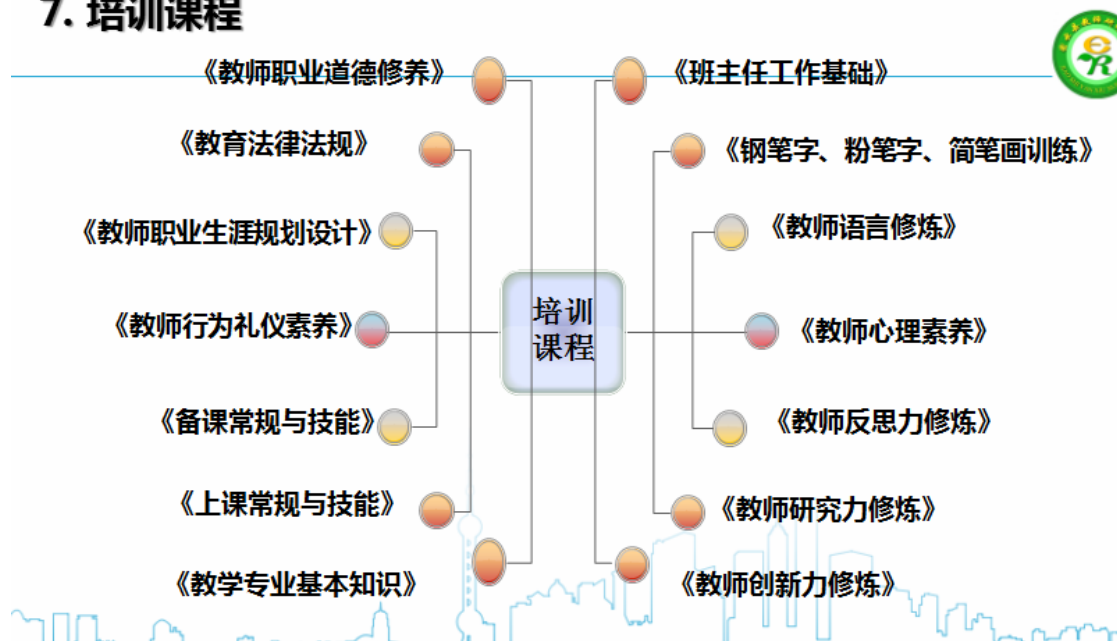 7. 培训课程
《教师职业道德修养》
《教育法律法规》
《教师职业生涯规划设计》
《教师行为礼仪素养》
《备课常规与技能》
《上课常规与技能》
《教学专业基本知识》
培训
课程
《班主任工作基础》
《钢笔字、粉笔字、简笔画训练》
《教师语言修炼》
《教师心理素养》
《教师反思力修炼》
《教师研究力修炼》
《教师创新力修炼》